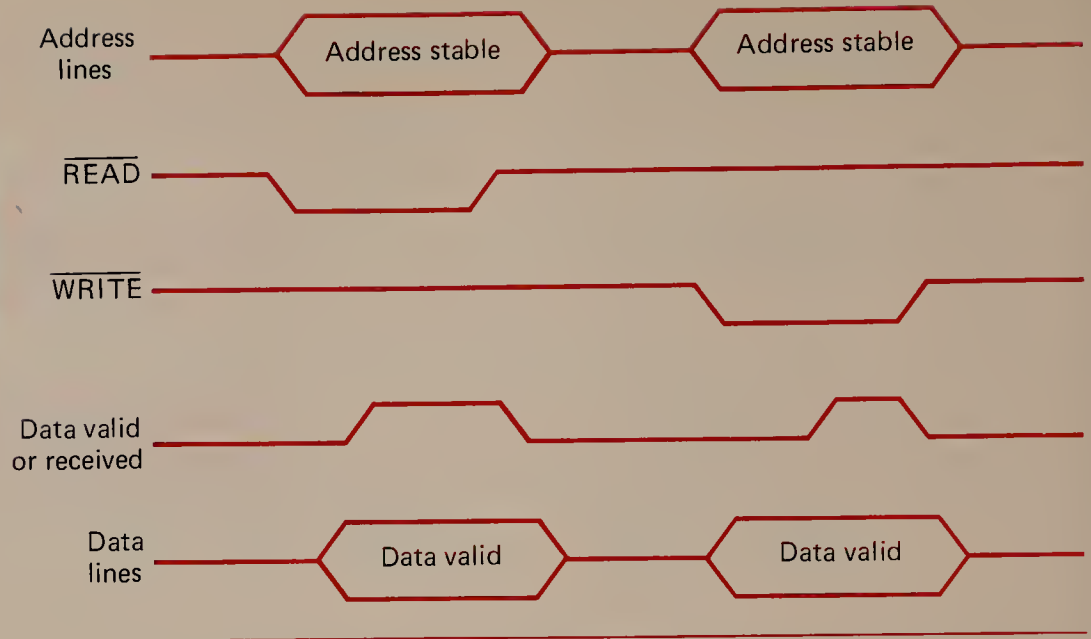 Address
lines
Address stable
Address stable
READ
WRITE
Data valid
or received
Data
lines
Data valid
Data valid